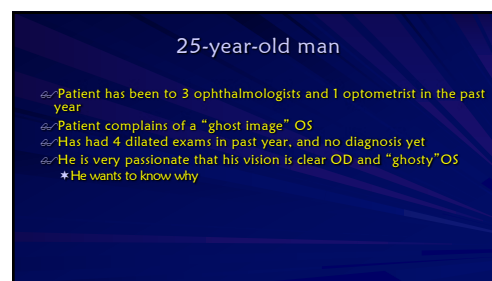 25-year-old man
Patient has been to 3 ophthalmologists and 1 optometrist in the past
year
Patient complains of a “ghost image” OS
Has had 4 dilated exams in past year, and no diagnosis yet
He is very passionate that his vision is clear OD and “ghosty”OS
He wants to know why